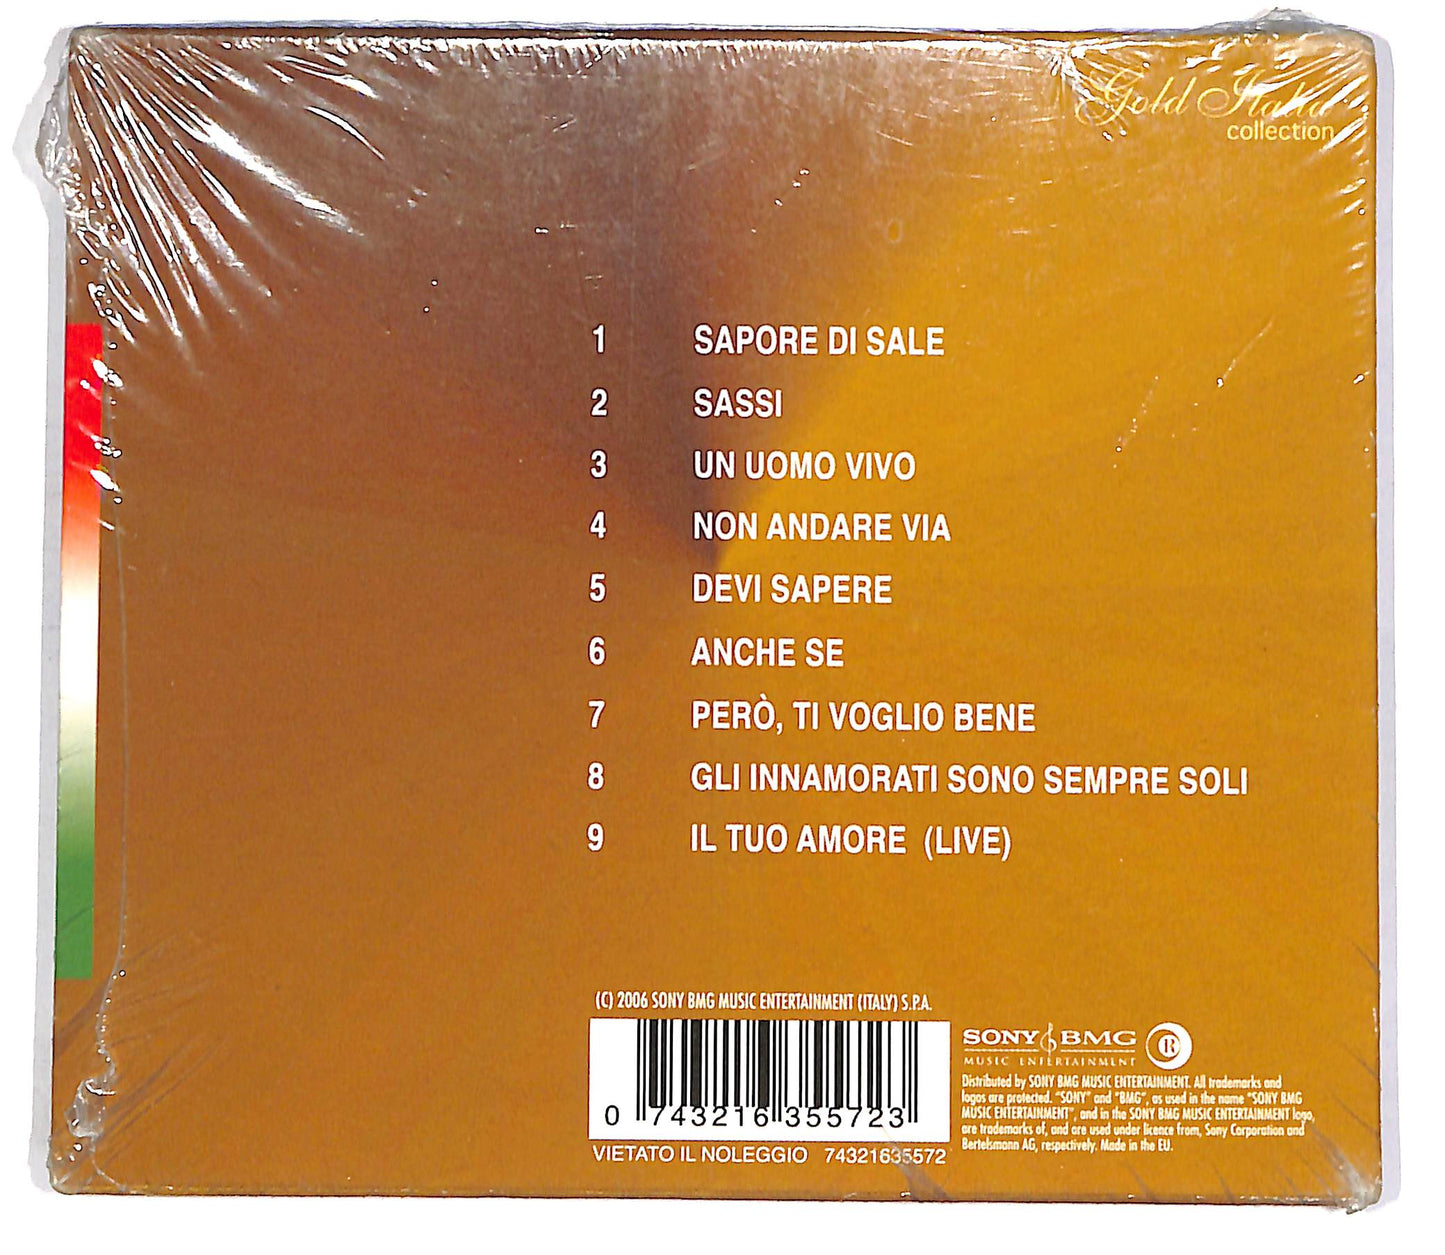 Gold Italia
collection
1 SAPORE DI SALE
2 SASSI
3 UN UOMO VIVO
4 NON ANDARE VIA
5 DEVI SAPERE
6 ANCHE SE
7 PERÒ, TI VOGLIO BENE
8 GLI INNAMORATI SONO SEMPRE SOLI
9 IL TUO AMORE (LIVE)
(C) 2006 SONY BMG MUSIC ENTERTAINMENT (ITALY) S.P.A.
0 743216 355723
VIETATO IL NOLEGGIO 74321635572
SONY BMG
MUSIC ENTERTAINMENT
R
Distributed by SONY BMG MUSIC ENTERTAINMENT. All trademarks and
logos are protected. "SONY" and "BMG", as used in the name "SONY BMG
MUSIC ENTERTAINMENT", and in the SONY BMG MUSIC ENTERTAINMENT logo,
are trademarks of, and are used under licence from, Sony Corporation and
Bertelsmann AG, respectively. Made in the EU.